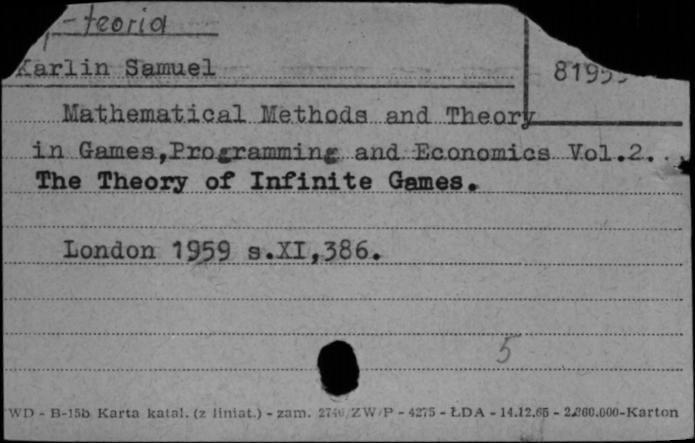 -teoria
Karlin Samuel
Mathematical Methods and Theory
in Games,Programming and Economics Vol.2.
The Theory of Infinite Games.
London 1959 s.XI,386.
5
WD - B-15b Karta katal. (z liniat.) - zam. 2740/ZW/P - 4275 - ŁDA - 14.12.65 - 2.260.000-Karton